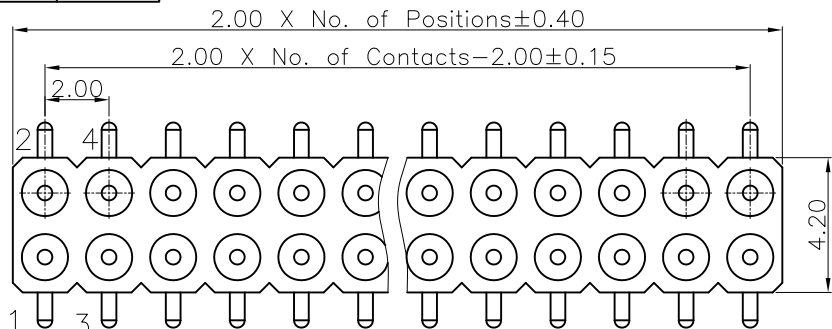 2.00 X No. of Positions±0.40
2.00 X No. of Contacts-2.00±0.15
2.00
2 4
4.20
1 3